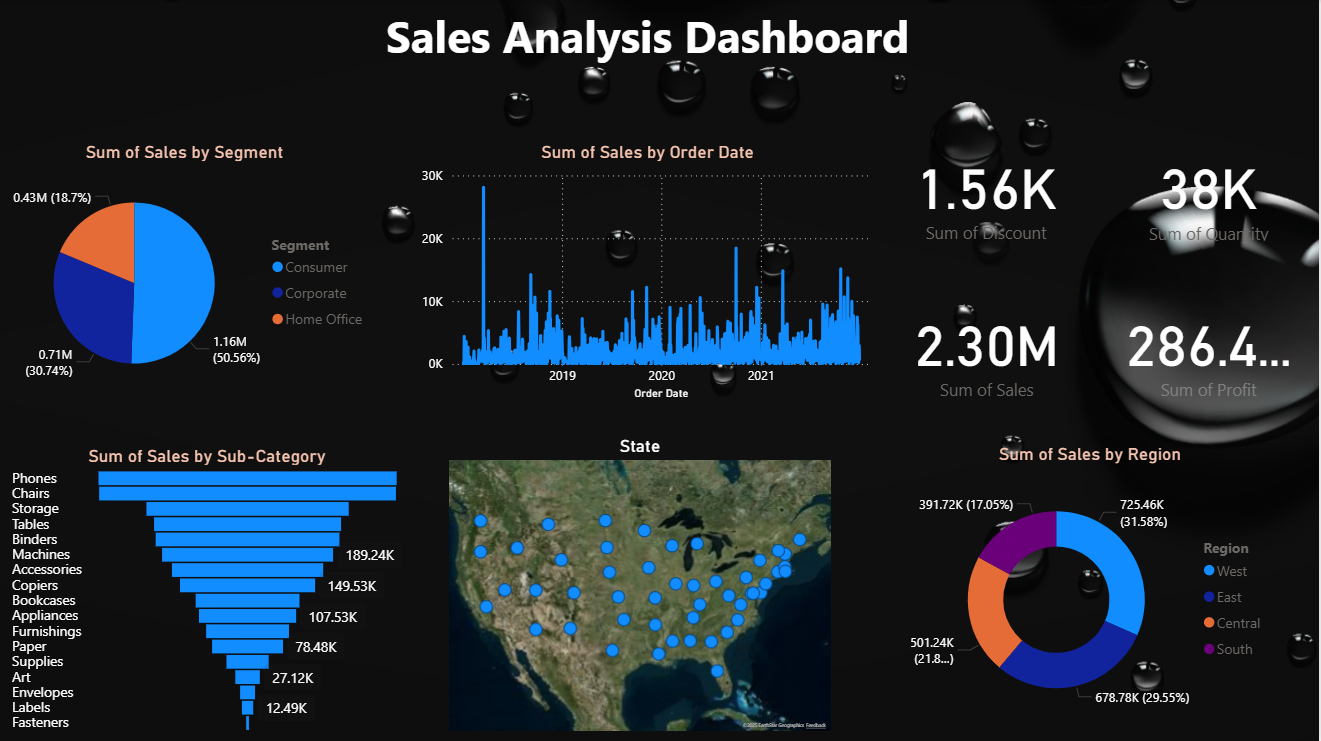 Sales Analysis Dashboard
Sum of Sales by Segment
0.43M (18.7%)
0.71M
(30.74%)
1.16M
(50.56%)
Segment
Consumer
Corporate
Home Office
Sum of Sales by Order Date
30K
20K
10K
0K
2019 2020 2021
Order Date
1.56K
Sum of Discount
38K
Sum of Quantity
2.30M
Sum of Sales
286.4...
Sum of Profit
Sum of Sales by Sub-Category
Phones
Chairs
Storage
Tables
Binders
Machines 189.24K
Accessories
Copiers 149.53K
Bookcases
Appliances 107.53K
Furnishings
Paper 78.48K
Supplies
Art 27.12K
Envelopes
Labels 12.49K
Fasteners
State
©2025 EarthStar Geographics Feedback
Sum of Sales by Region
391.72K (17.05%)
725.46K
(31.58%)
501.24K
(21.8...)
678.78K (29.55%)
Region
West
East
Central
South